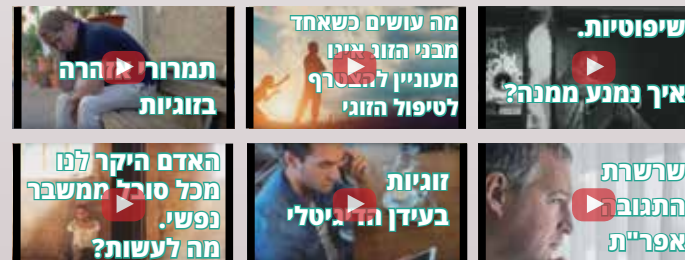 שיפוטיות.
איך נמנע ממנה?
מה עושים כשאחד
מבני הזוג אינו
מעוניין להצטרף
לטיפול הזוגי
תמרורי אזהרה
בזוגיות
שרשרת
התגובה
אפר"ת
זוגיות
בעידן הדיגיטלי
האדם היקר לנו
מכל סובל ממשבר
נפשי.
מה לעשות?